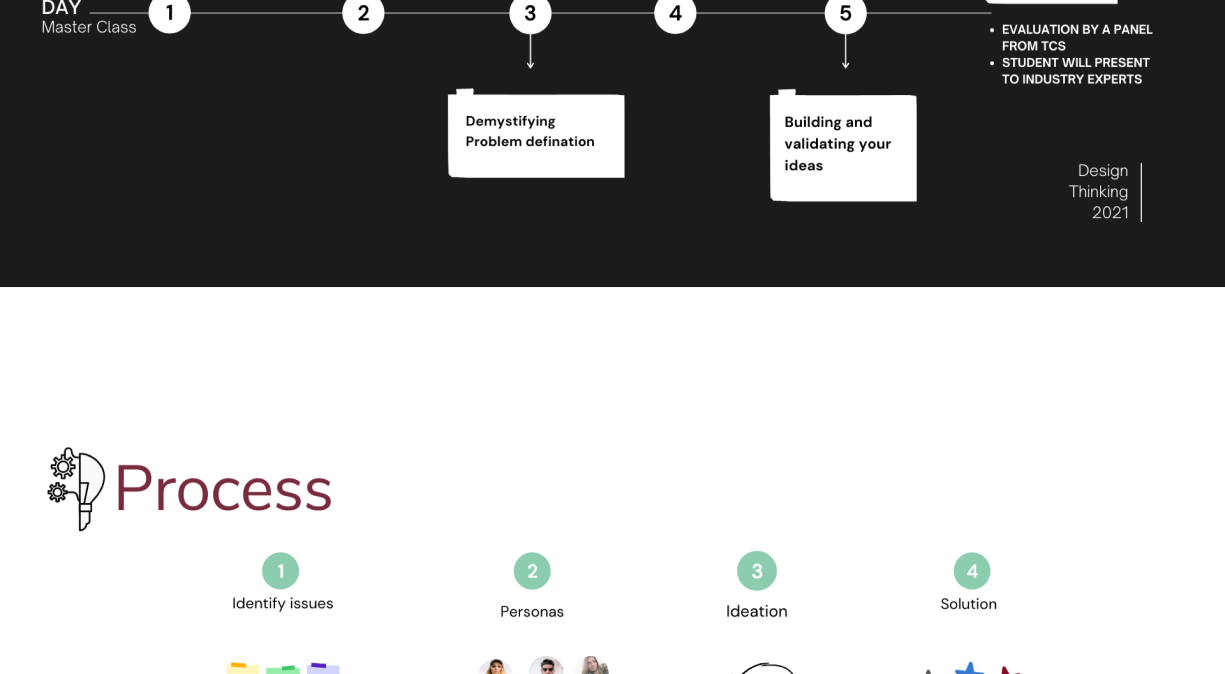 DAY
Master Class
1
2
3
4
5
• EVALUATION BY A PANEL
FROM TCS
• STUDENT WILL PRESENT
TO INDUSTRY EXPERTS
Demystifying
Problem defination
Building and
validating your
ideas
Design
Thinking
2021
Process
1
Identify issues
2
Personas
3
Ideation
4
Solution